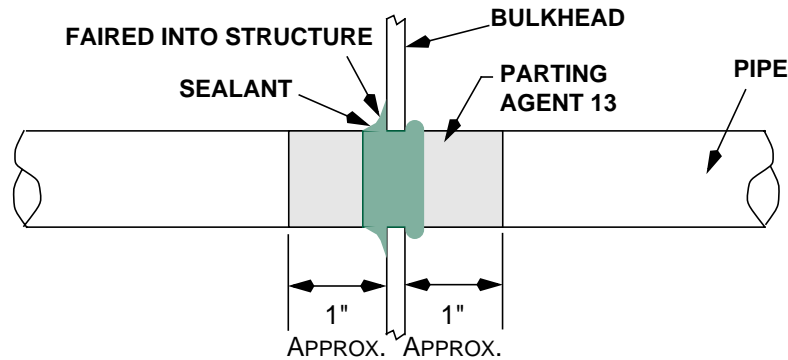 BULKHEAD
FAIRED INTO STRUCTURE
SEALANT
PARTING
AGENT 13
PIPE
1"
APPROX.
1"
APPROX.